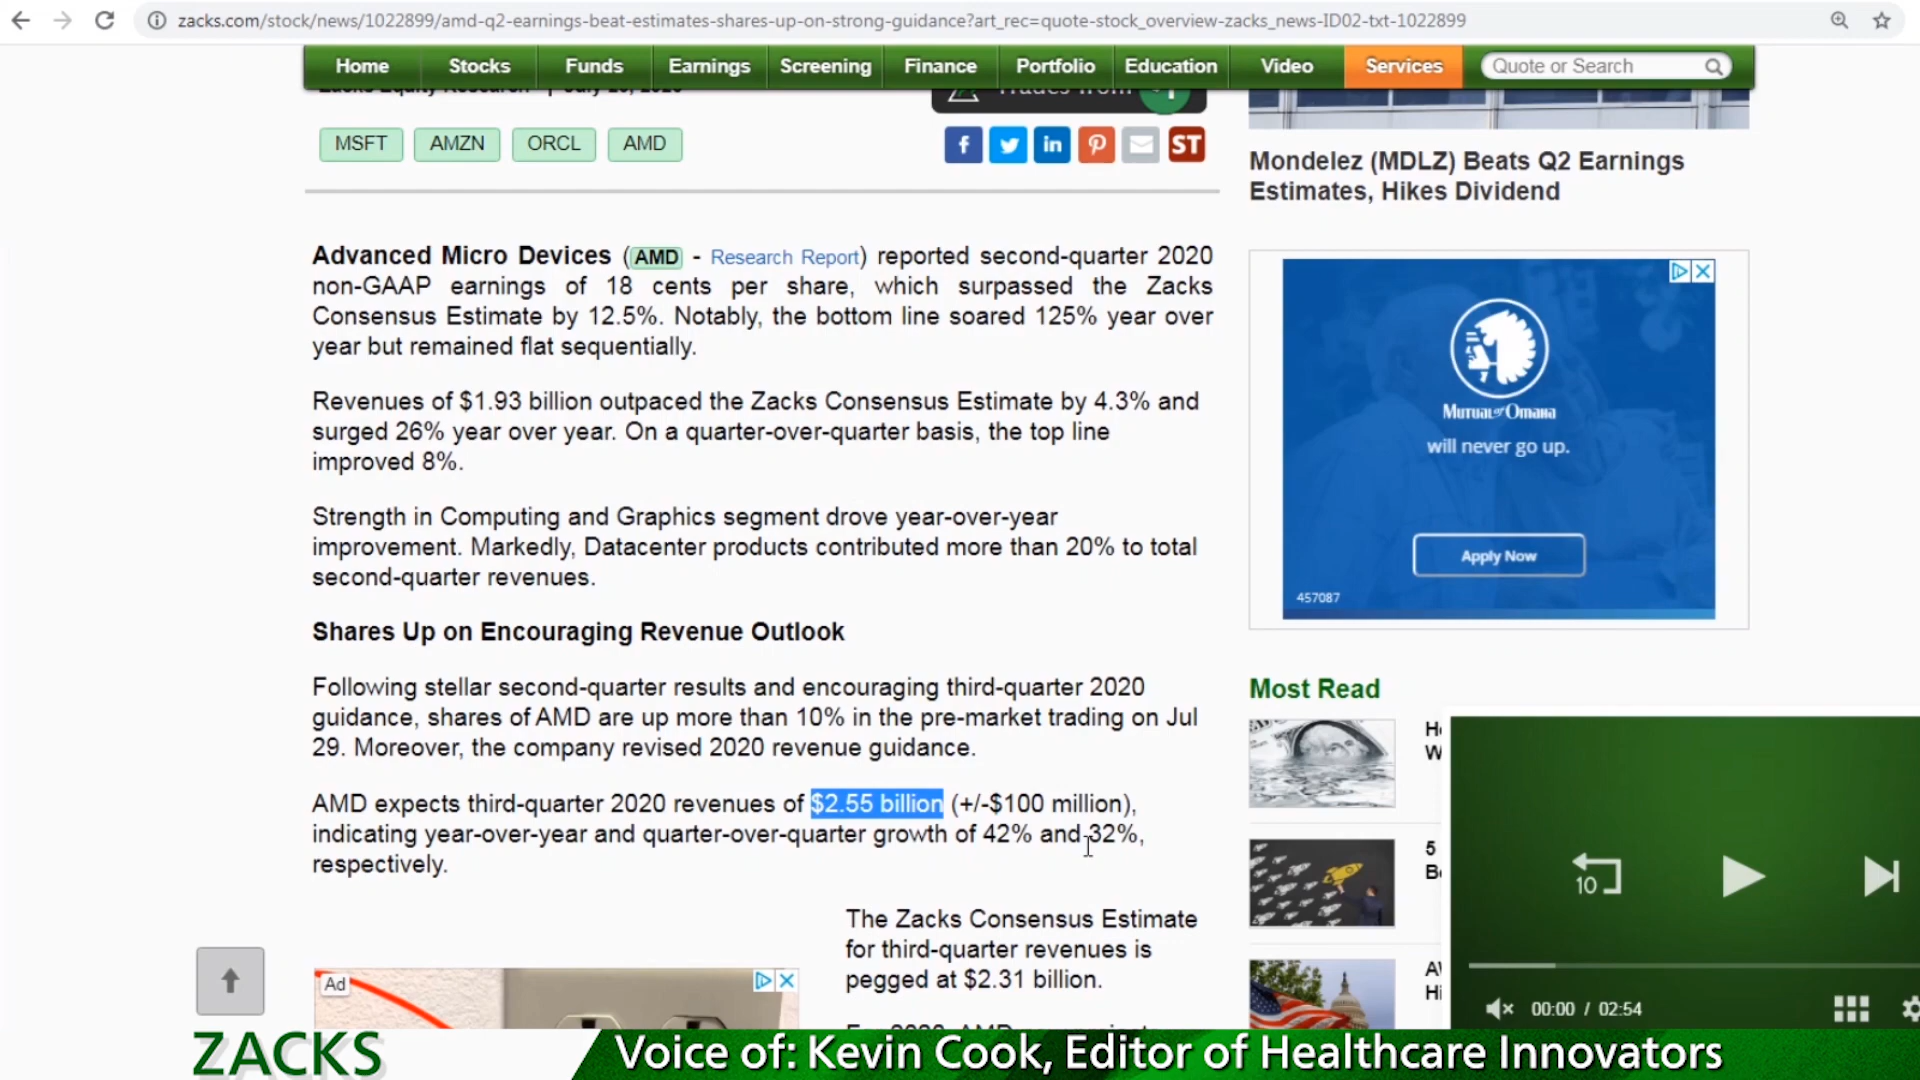 zacks.com/stock/news/1022899/amd-q2-earnings-beat-estimates-shares-up-on-strong-guidance?art_rec=quote-stock_overview-zacks_news-ID02-txt-1022899
Home Stocks Funds Earnings Screening Finance Portfolio Education Video Services Quote or Search
Zacks Equity Research
Trades from
MSFT AMZN ORCL AMD
f in ST
Mondelez (MDLZ) Beats Q2 Earnings
Estimates, Hikes Dividend
Advanced Micro Devices (AMD - Research Report) reported second-quarter 2020
non-GAAP earnings of 18 cents per share, which surpassed the Zacks
Consensus Estimate by 12.5%. Notably, the bottom line soared 125% year over
year but remained flat sequentially.
Revenues of $1.93 billion outpaced the Zacks Consensus Estimate by 4.3% and
surged 26% year over year. On a quarter-over-quarter basis, the top line
improved 8%.
Strength in Computing and Graphics segment drove year-over-year
improvement. Markedly, Datacenter products contributed more than 20% to total
second-quarter revenues.
Shares Up on Encouraging Revenue Outlook
Following stellar second-quarter results and encouraging third-quarter 2020
guidance, shares of AMD are up more than 10% in the pre-market trading on Jul
29. Moreover, the company revised 2020 revenue guidance.
AMD expects third-quarter 2020 revenues of $2.55 billion (+/-$100 million),
indicating year-over-year and quarter-over-quarter growth of 42% and 32%,
respectively.
The Zacks Consensus Estimate
for third-quarter revenues is
pegged at $2.31 billion.
Ad
MUTUAL of OMAHA
will never go up.
Apply Now
457087
Most Read
5
10
00:00 / 02:54
ZACKS
Voice of: Kevin Cook, Editor of Healthcare Innovators